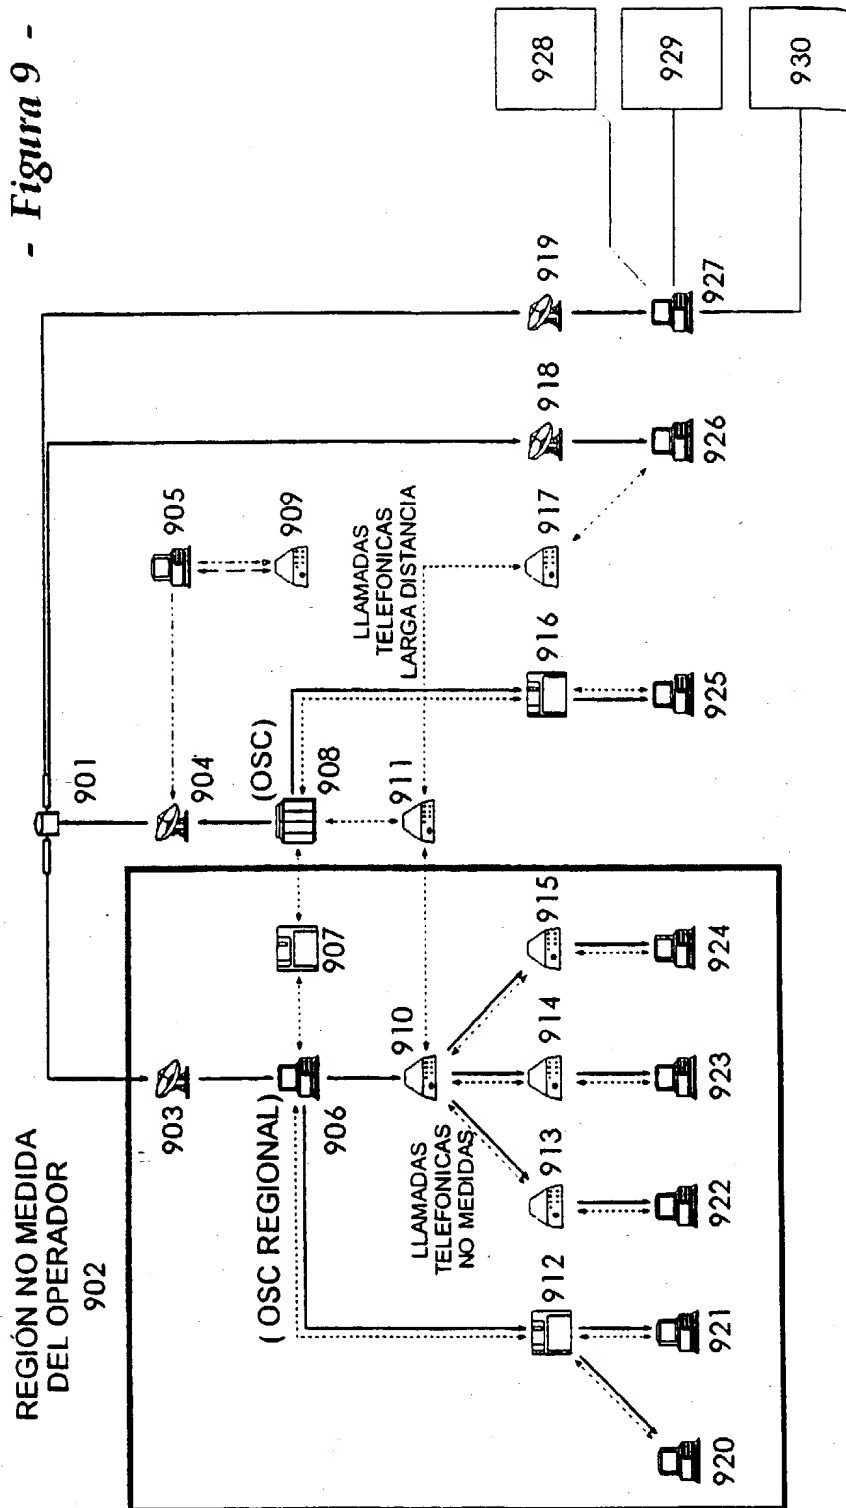 - Figura 9 -
REGIÓN NO MEDIDA
DEL OPERADOR
902
901
903
904
905
(OSC REGIONAL)
906
907
(OSC)
908
909
910
911
LLAMADAS
TELEFONICAS
NO MEDIDAS
LLAMADAS
TELEFONICAS
LARGA DISTANCIA
912
913
914
915
916
917
918
919
920
921
922
923
924
925
926
927
928
929
930